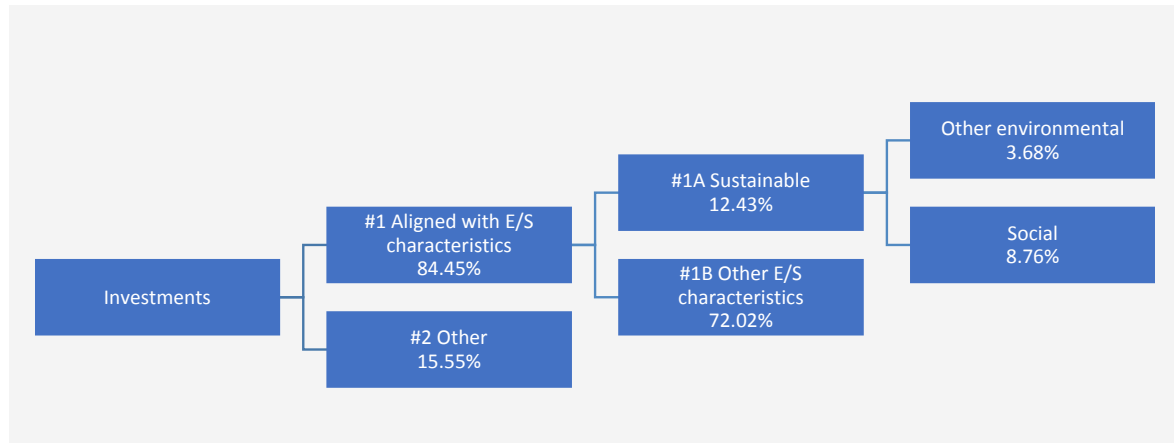 Investments
#1 Aligned with E/S
characteristics
84.45%
#2 Other
15.55%
#1A Sustainable
12.43%
#1B Other E/S
characteristics
72.02%
Other environmental
3.68%
Social
8.76%